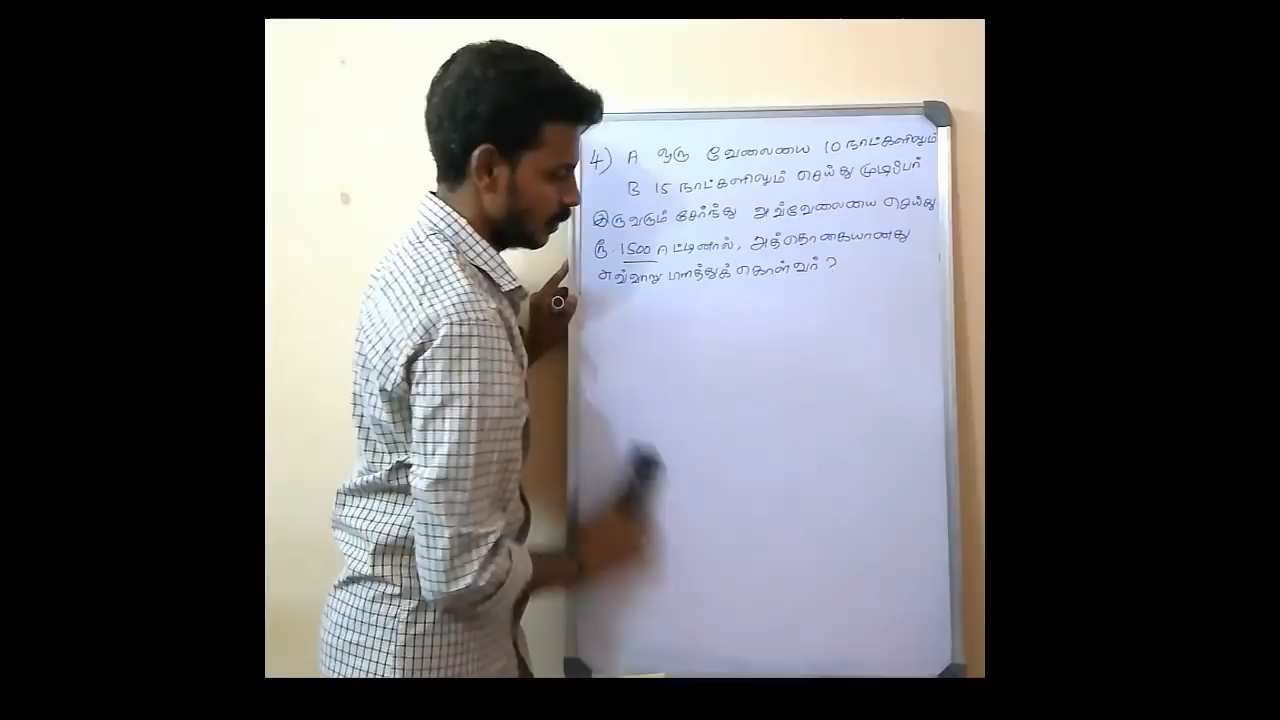 4) A ஒரு வேலையை 10 நாட்களிலும்
B 15 நாட்களிலும் செய்து முடிப்பர்.
இருவரும் சேர்ந்து அவ்வேலையை செய்து
ரூ. 1500 ஈட்டினால், அத்தொகையானது
எவ்வாறு பிரித்துக் கொள்வர் ?